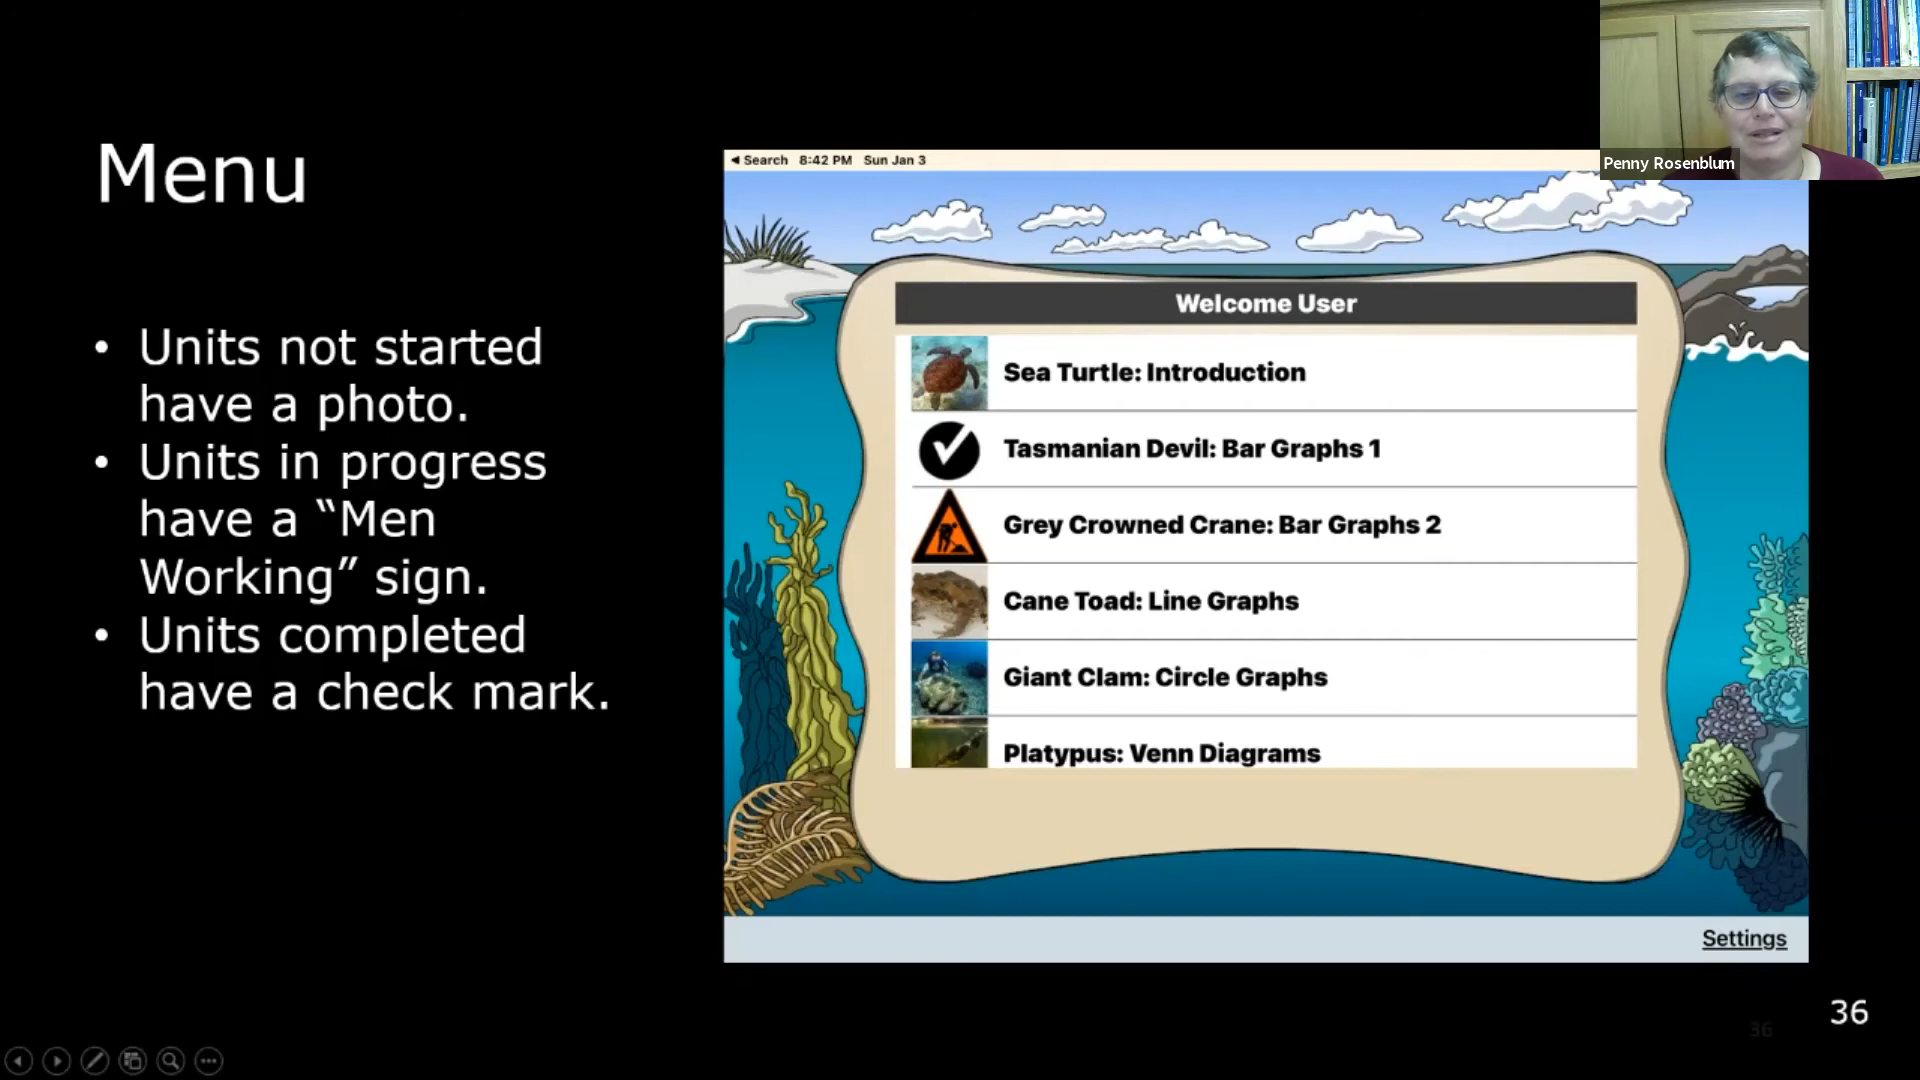 Menu
• Units not started
have a photo.
• Units in progress
have a “Men
Working” sign.
• Units completed
have a check mark.
Search 8:42 PM Sun Jan 3
Welcome User
Sea Turtle: Introduction
Tasmanian Devil: Bar Graphs 1
Grey Crowned Crane: Bar Graphs 2
Cane Toad: Line Graphs
Giant Clam: Circle Graphs
Platypus: Venn Diagrams
Settings
Penny Rosenblum
36
36